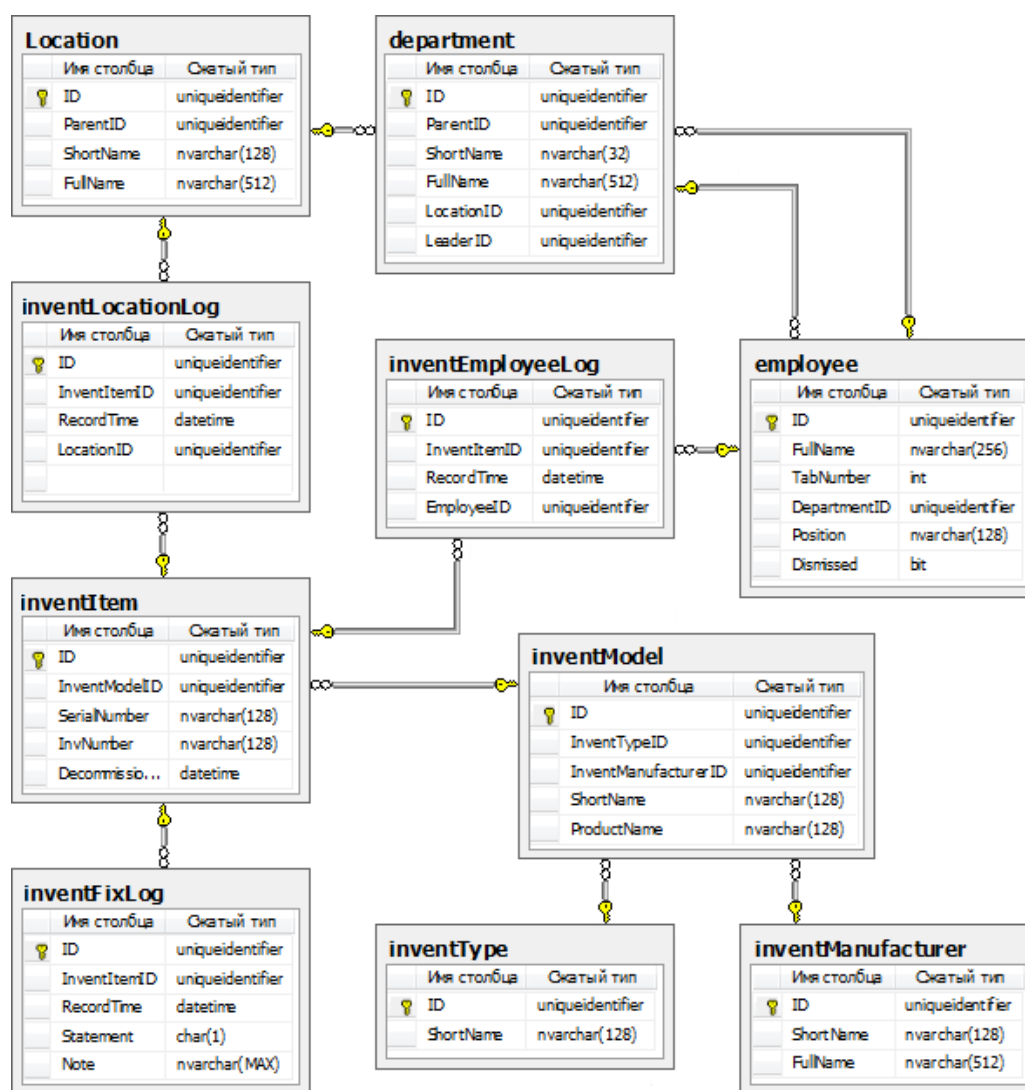 Location
Имя столбца Сжатый тип
ID uniqueidentifier
ParentID uniqueidentifier
ShortName nvarchar(128)
FullName nvarchar(512)
department
Имя столбца Сжатый тип
ID uniqueidentifier
ParentID uniqueidentifier
ShortName nvarchar(32)
FullName nvarchar(512)
LocationID uniqueidentifier
LeaderID uniqueidentifier
inventLocationLog
Имя столбца Сжатый тип
ID uniqueidentifier
InventItemID uniqueidentifier
RecordTime datetime
LocationID uniqueidentifier
inventEmployeeLog
Имя столбца Сжатый тип
ID uniqueidentifier
InventItemID uniqueidentifier
RecordTime datetime
EmployeeID uniqueidentifier
employee
Имя столбца Сжатый тип
ID uniqueidentifier
FullName nvarchar(256)
TabNumber int
DepartmentID uniqueidentifier
Position nvarchar(128)
Dismissed bit
inventItem
Имя столбца Сжатый тип
ID uniqueidentifier
InventModelID uniqueidentifier
SerialNumber nvarchar(128)
InvNumber nvarchar(128)
Decommissio... datetime
inventModel
Имя столбца Сжатый тип
ID uniqueidentifier
InventTypeID uniqueidentifier
InventManufacturerID uniqueidentifier
ShortName nvarchar(128)
ProductName nvarchar(128)
inventFixLog
Имя столбца Сжатый тип
ID uniqueidentifier
InventItemID uniqueidentifier
RecordTime datetime
Statement char(1)
Note nvarchar(MAX)
inventType
Имя столбца Сжатый тип
ID uniqueidentifier
ShortName nvarchar(128)
inventManufacturer
Имя столбца Сжатый тип
ID uniqueidentifier
ShortName nvarchar(128)
FullName nvarchar(512)